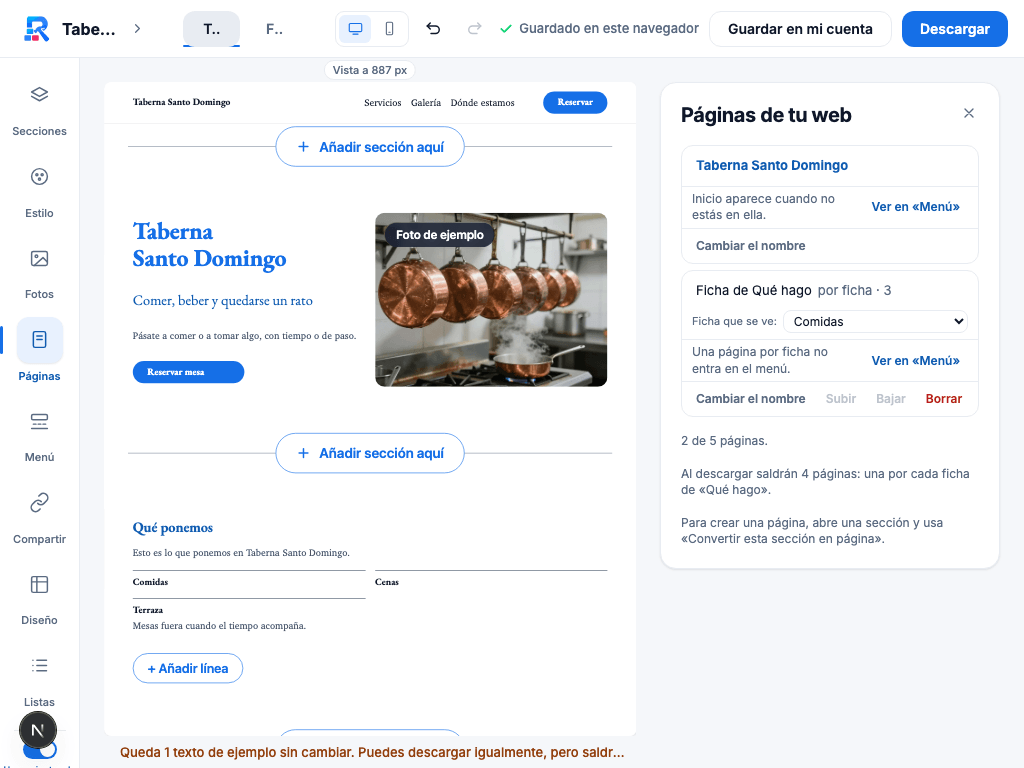 Tabe...
T..
F..
Guardado en este navegador
Guardar en mi cuenta
Descargar
Vista a 887 px
Secciones
Estilo
Fotos
Páginas
Menú
Compartir
Diseño
Listas
N
Taberna Santo Domingo
Servicios
Galería
Dónde estamos
Reservar
+ Añadir sección aquí
Taberna
Santo Domingo
Comer, beber y quedarse un rato
Pásate a comer o a tomar algo, con tiempo o de paso.
Reservar mesa
Foto de ejemplo
+ Añadir sección aquí
Qué ponemos
Esto es lo que ponemos en Taberna Santo Domingo.
Comidas
Cenas
Terraza
Mesas fuera cuando el tiempo acompaña.
+ Añadir línea
Queda 1 texto de ejemplo sin cambiar. Puedes descargar igualmente, pero saldr...
Páginas de tu web
Taberna Santo Domingo
Inicio aparece cuando no
estás en ella.
Ver en «Menú»
Cambiar el nombre
Ficha de Qué hago por ficha · 3
Ficha que se ve: Comidas
Una página por ficha no
entra en el menú.
Ver en «Menú»
Cambiar el nombre
Subir
Bajar
Borrar
2 de 5 páginas.
Al descargar saldrán 4 páginas: una por cada ficha
de «Qué hago».
Para crear una página, abre una sección y usa
«Convertir esta sección en página».